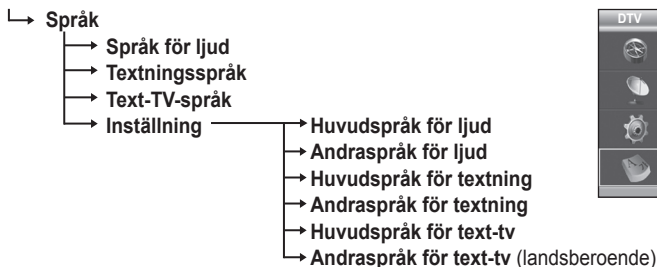 Språk
DTV
Språk för ljud
Textningsspråk
Text-TV-språk
Inställning
Huvudspråk för ljud
Andraspråk för ljud
Huvudspråk för textning
Andraspråk för textning
Huvudspråk för text-tv
Andraspråk för text-tv (landsberoende)